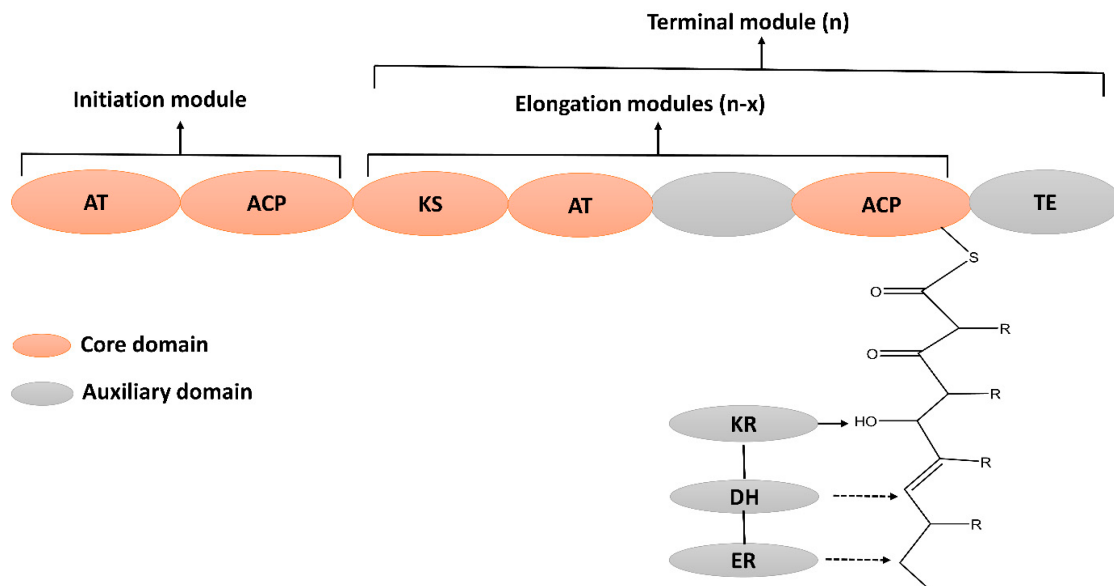 Terminal module (n)
Initiation module
Elongation modules (n-x)
AT
ACP
KS
AT
ACP
TE
S
O
R
Core domain
O
Auxiliary domain
R
KR
HO
R
DH
R
ER